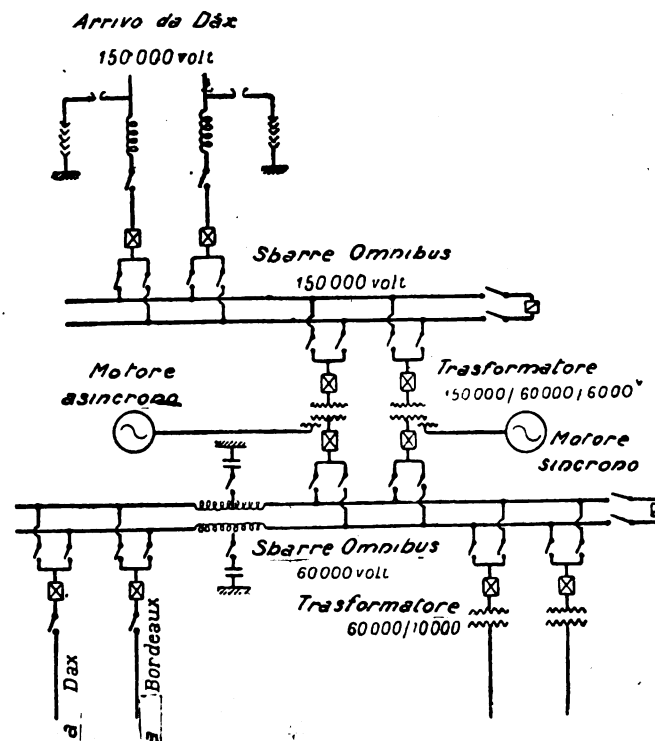 Arrivo da Dáx
150000 volt
Sbarre Omnibus
150000 volt
Motore
asincrono
Trasformatore
150000/60000/6000 v
Motore
sincrono
Sbarre Omnibus
60000 volt
Trasformatore
60000/10000
a Dax
a Bordeaux